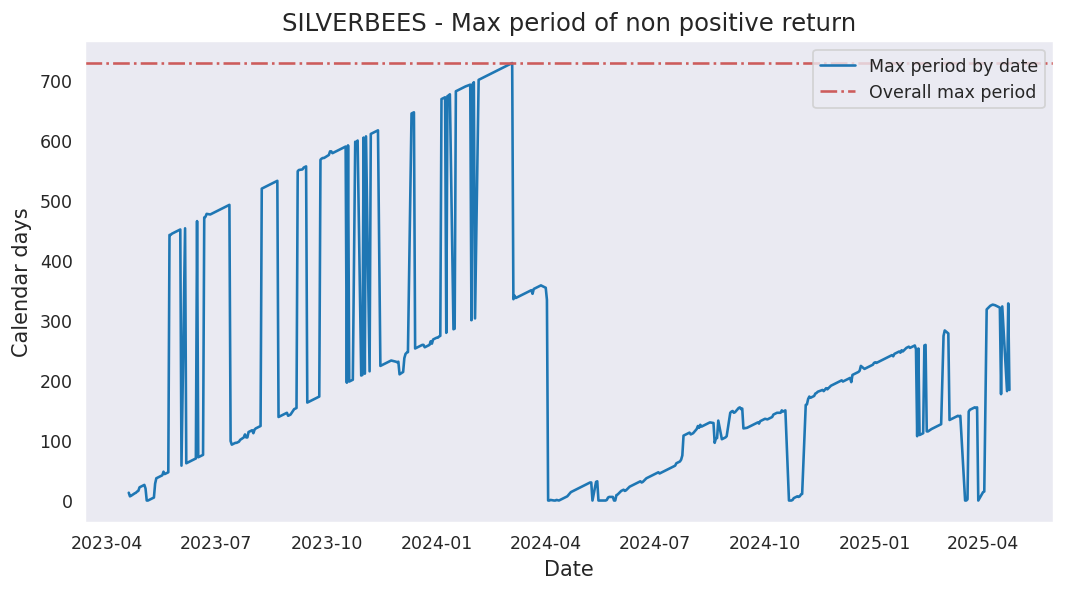 SILVERBEES - Max period of non positive return
Max period by date
Overall max period
Calendar days
700
600
500
400
300
200
100
0
2023-04 2023-07 2023-10 2024-01 2024-04 2024-07 2024-10 2025-01 2025-04
Date